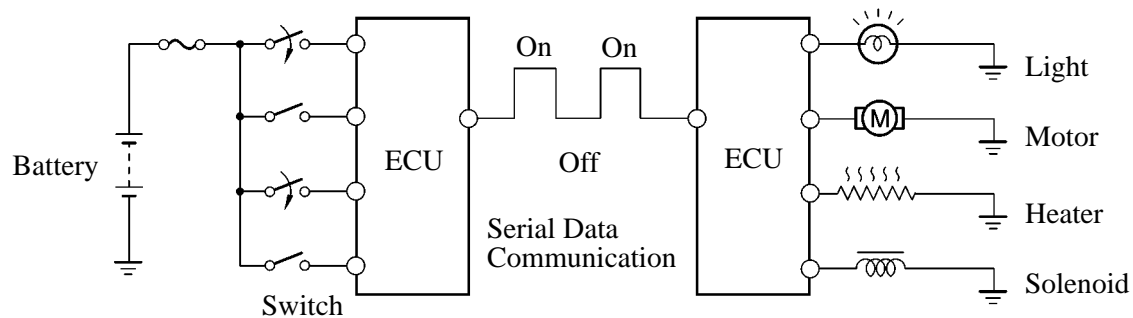 Battery
Switch
ECU
On
On
Off
Serial Data
Communication
ECU
Light
M
Motor
Heater
Solenoid